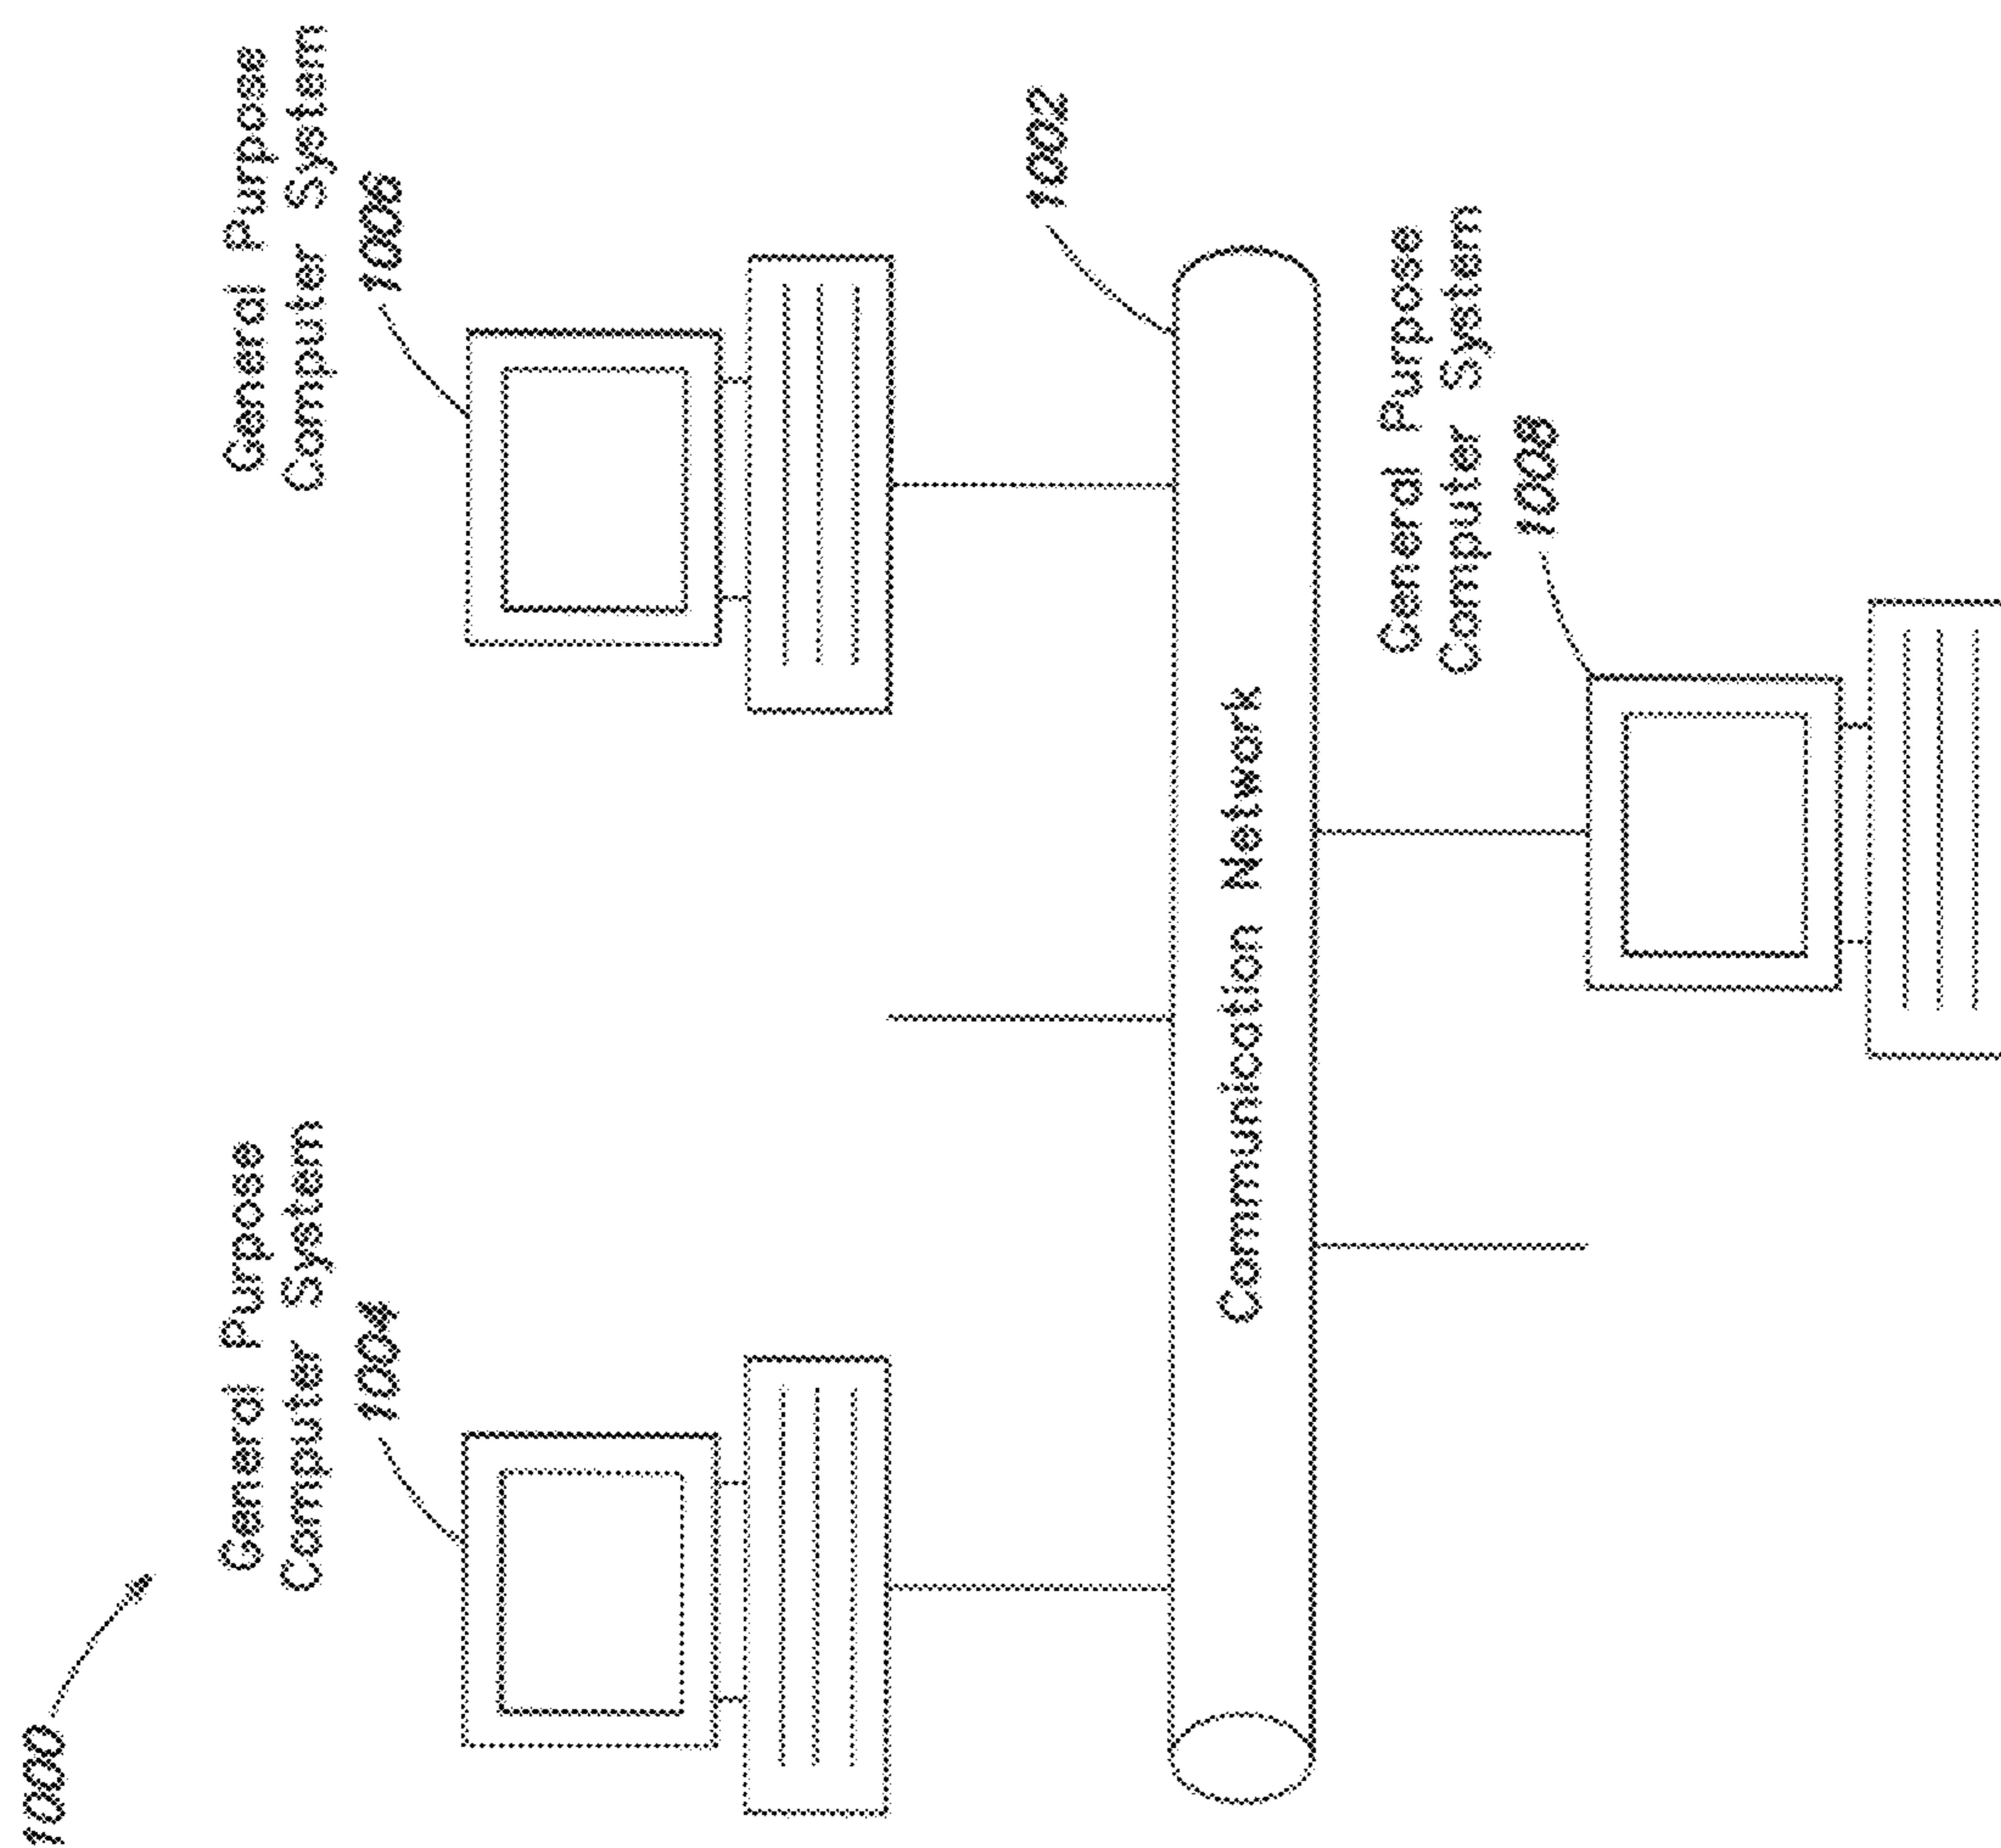 1000
General Purpose
Computer System
1004
General Purpose
Computer System
1006
1002
Communication Network
General Purpose
Computer System
1008